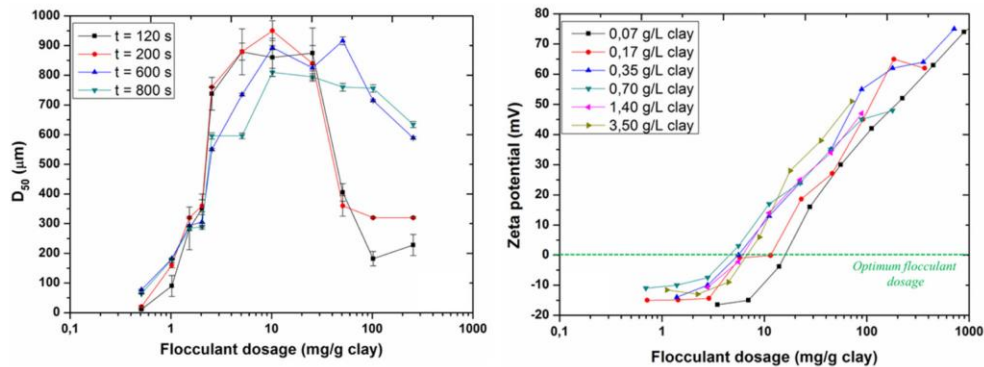 t = 120 s
t = 200 s
t = 600 s
t = 800 s
D50 (μm)
1000
900
800
700
600
500
400
300
200
100
0
0,1
1
10
100
1000
Flocculant dosage (mg/g clay)
0,07 g/L clay
0,17 g/L clay
0,35 g/L clay
0,70 g/L clay
1,40 g/L clay
3,50 g/L clay
Zeta potential (mV)
80
70
60
50
40
30
20
10
0
-10
-20
Optimum flocculant
dosage
0,1
1
10
100
1000
Flocculant dosage (mg/g clay)